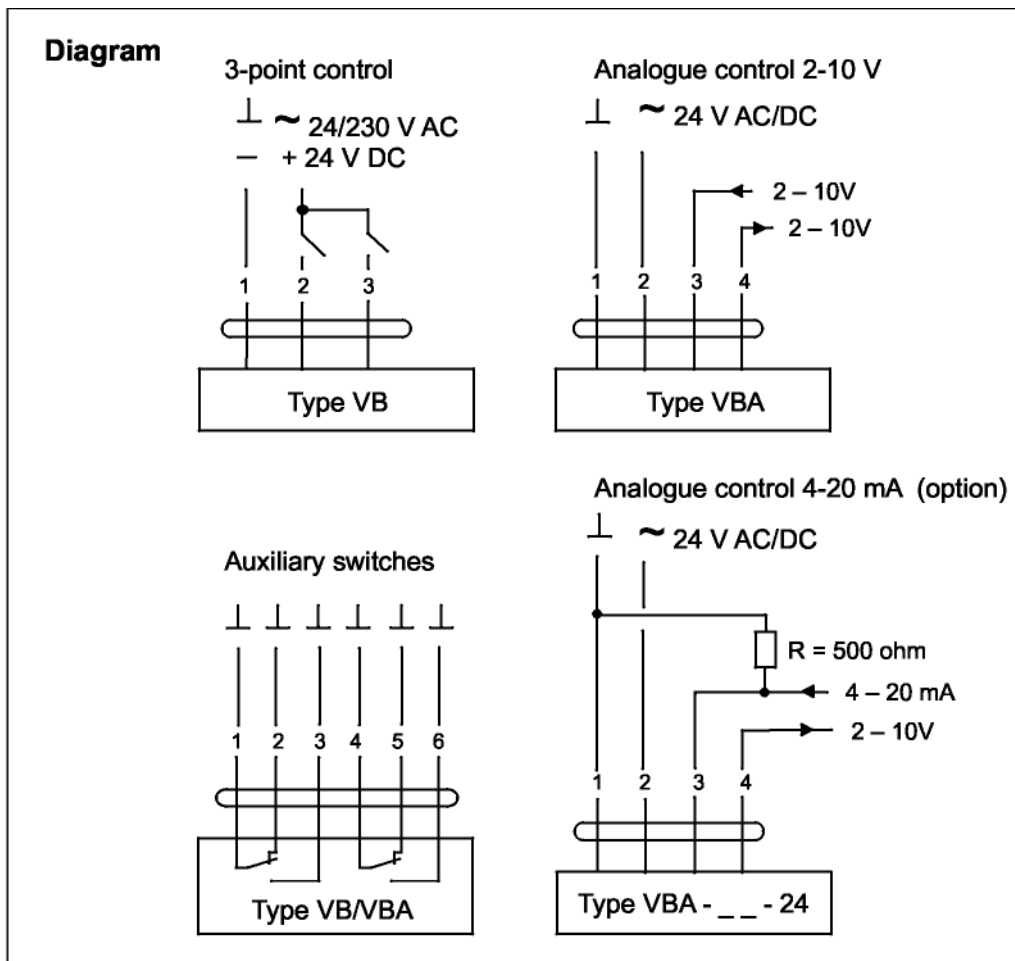 Diagram
3-point control
~ 24/230 V AC
– + 24 V DC
1 2 3
Type VB
Analogue control 2-10 V
~ 24 V AC/DC
2 – 10V
2 – 10V
1 2 3 4
Type VBA
Auxiliary switches
1 2 3 4 5 6
Type VB/VBA
Analogue control 4-20 mA (option)
~ 24 V AC/DC
R = 500 ohm
4 – 20 mA
2 – 10V
1 2 3 4
Type VBA - _ _ - 24